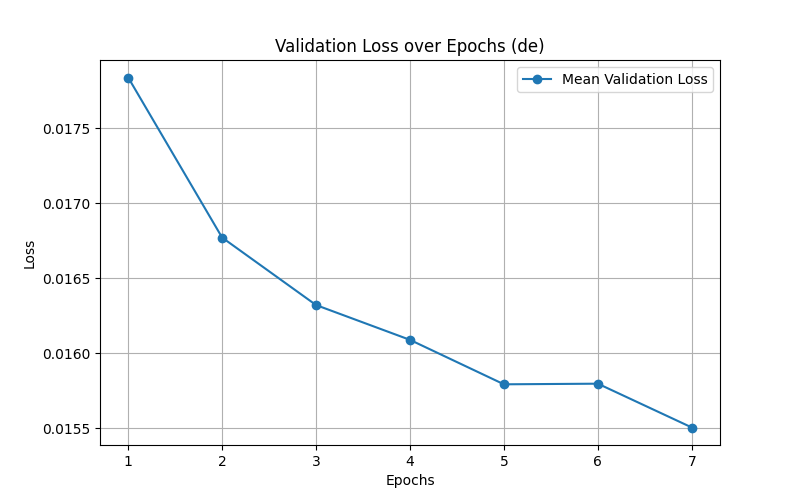 Validation Loss over Epochs (de)
Mean Validation Loss
0.0175
0.0170
0.0165
0.0160
0.0155
Loss
1 2 3 4 5 6 7
Epochs